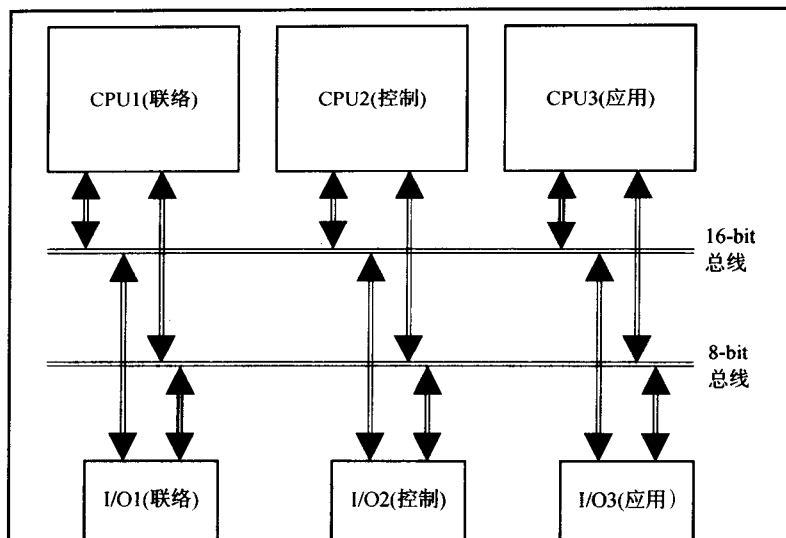 CPU1(联络)
CPU2(控制)
CPU3(应用)
16-bit
总线
8-bit
总线
I/O1(联络)
I/O2(控制)
I/O3(应用）